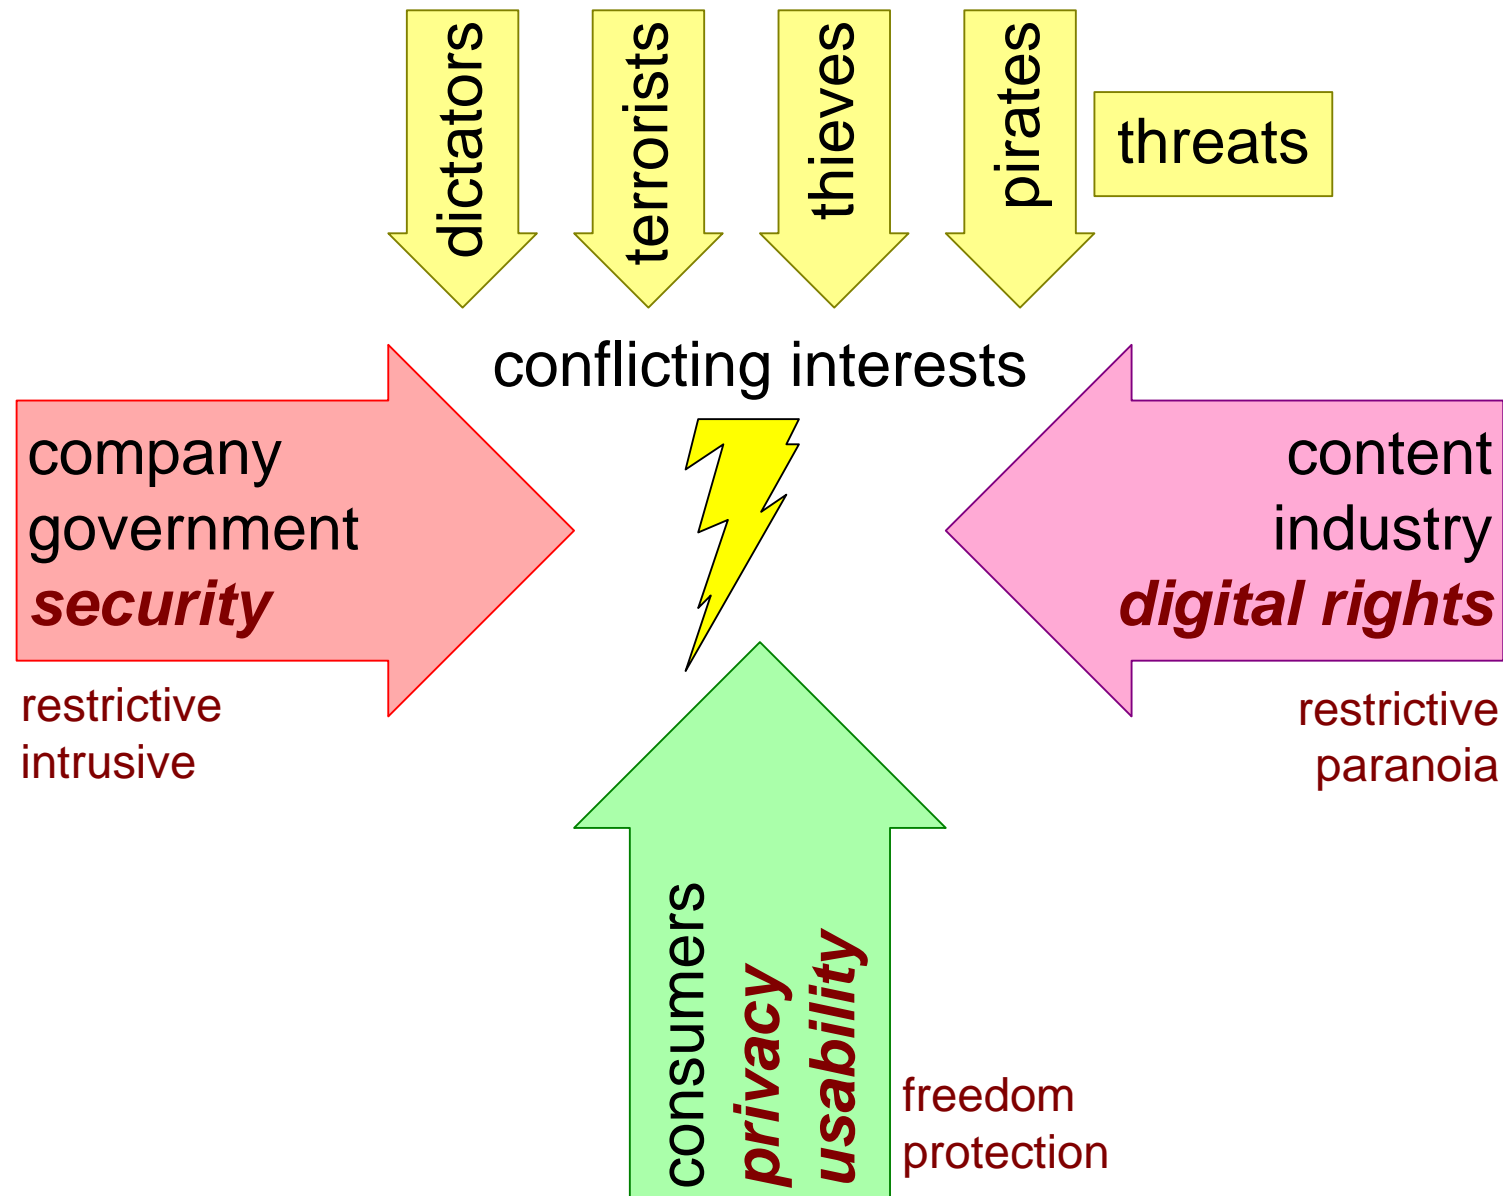 dictators
terrorists
thieves
pirates
threats
conflicting interests
company
government
security
restrictive
intrusive
content
industry
digital rights
restrictive
paranoia
consumers
privacy
usability
freedom
protection